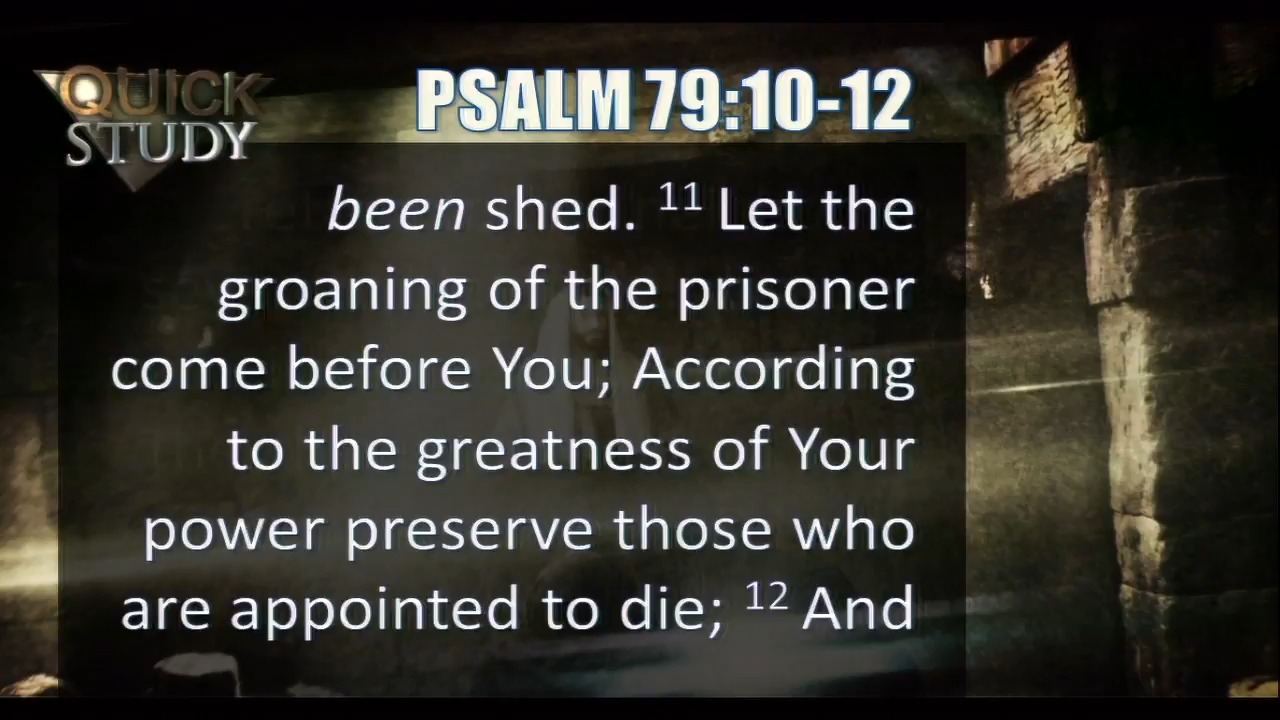 QUICK
STUDY
PSALM 79:10-12
been shed. 11 Let the
groaning of the prisoner
come before You; According
to the greatness of Your
power preserve those who
are appointed to die; 12 And